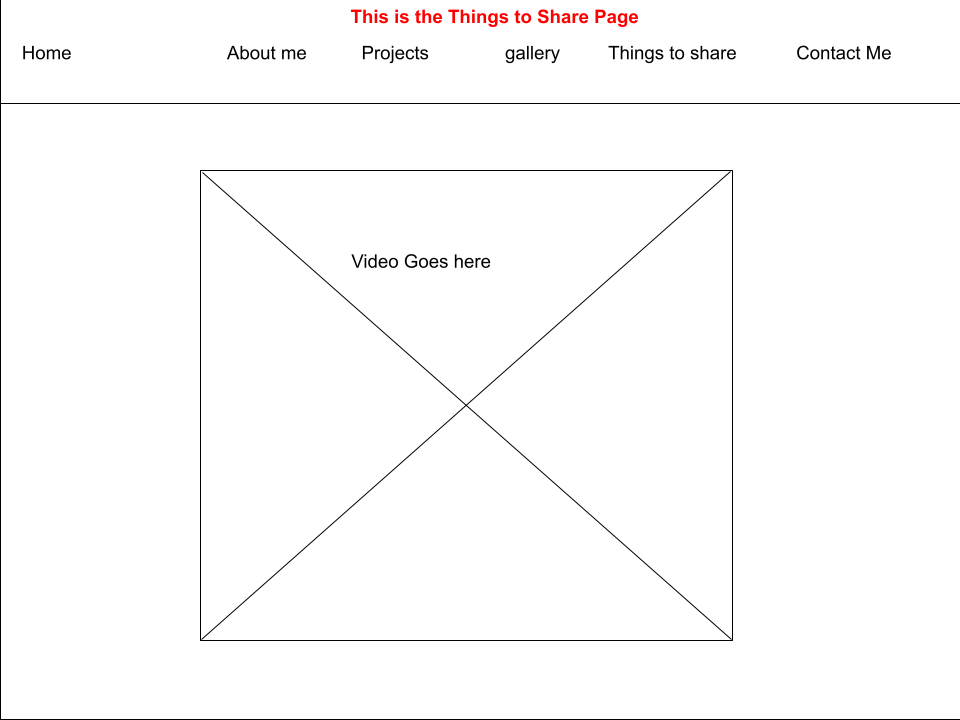 This is the Things to Share Page
Home About me Projects gallery Things to share Contact Me
Video Goes here